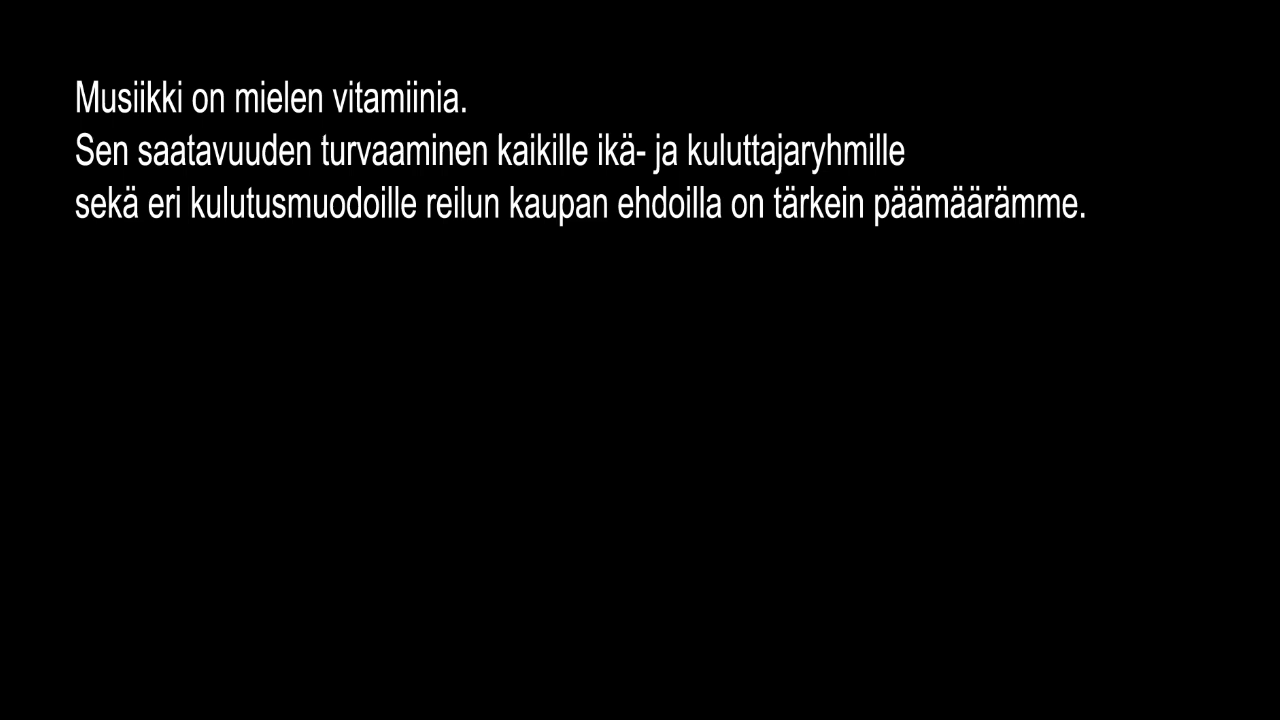 Musiikki on mielen vitamiinia.
Sen saatavuuden turvaaminen kaikille ikä- ja kuluttajaryhmille
sekä eri kulutusmuodoille reilun kaupan ehdoilla on tärkein päämäärämme.